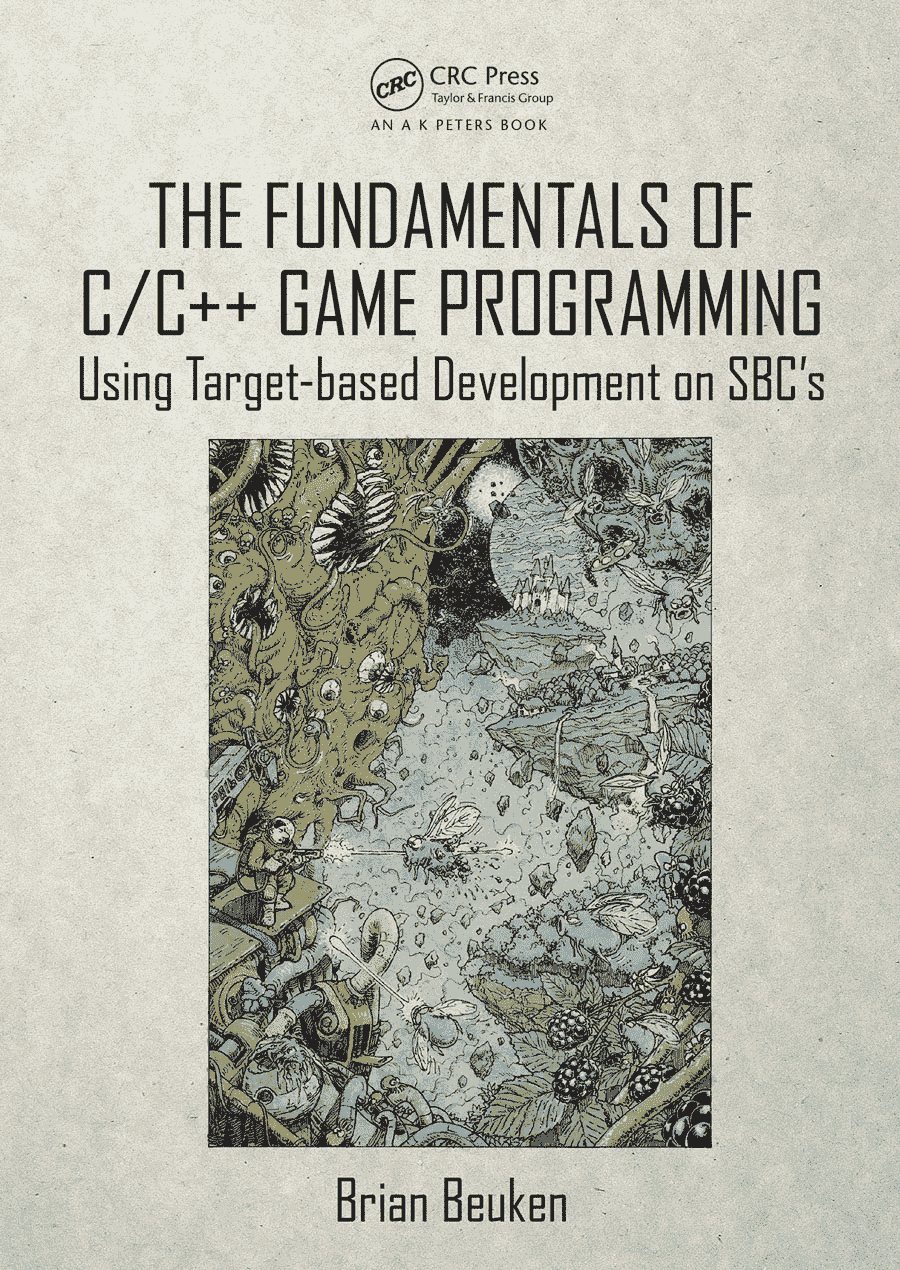 CRC
CRC Press
Taylor & Francis Group
AN A K PETERS BOOK
THE FUNDAMENTALS OF
C/C++ GAME PROGRAMMING
Using Target-based Development on SBC's
Brian Beuken